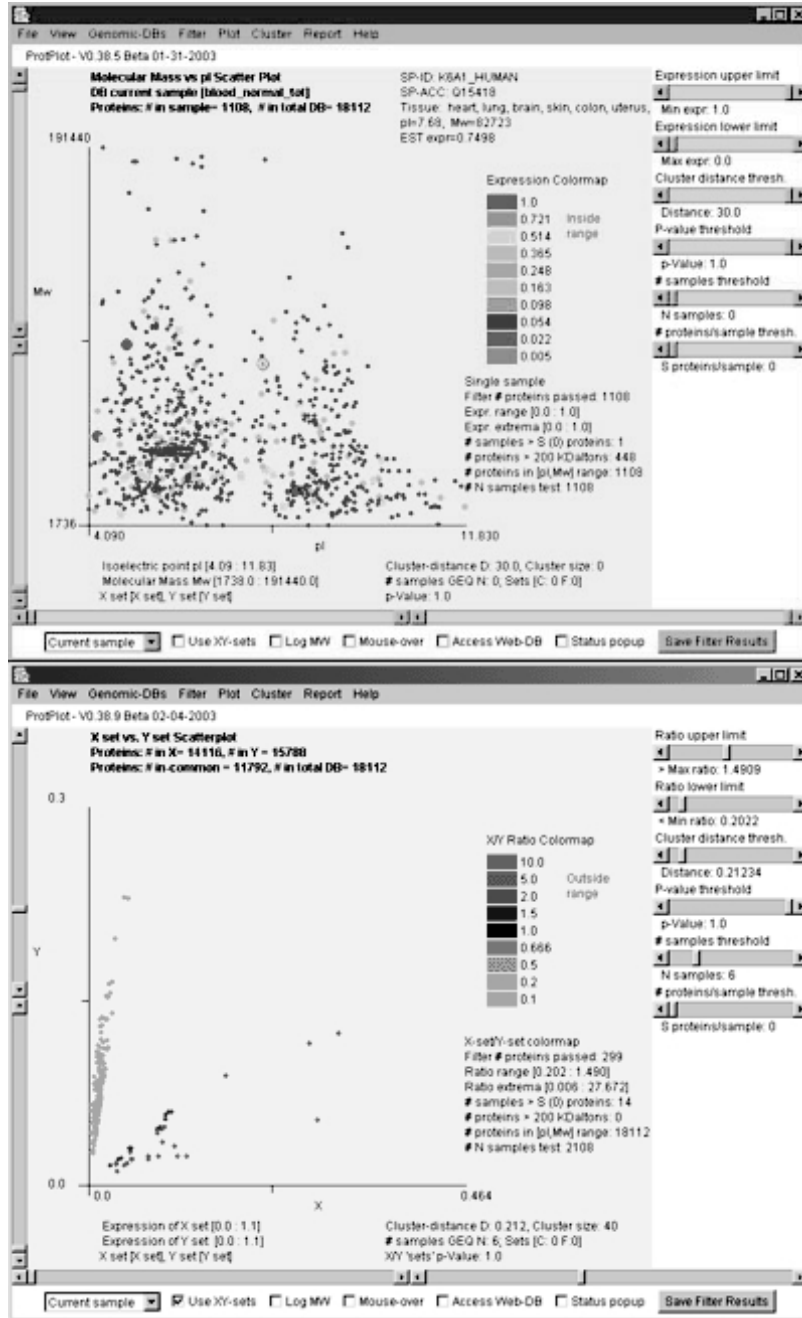 File View Genomic-DBs Filter Plot Cluster Report Help
ProtPlot - V0.38.5 Beta 01-31-2003
Molecular Mass vs pI Scatter Plot
DB current sample [blood_normal_tot]
Proteins: # in sample= 1108, # in total DB= 18112
SP-ID: K6A1_HUMAN
SP-ACC: Q15418
Tissue: heart, lung, brain, skin, colon, uterus,
pI=7.68, Mw=82723
EST expr=0.7498
Expression upper limit
Min expr: 1.0
Expression lower limit
Max expr: 0.0
Cluster distance thresh.
Distance: 30.0
P-value threshold
p-Value: 1.0
# samples threshold
N samples: 0
# proteins/sample thresh.
S proteins/sample: 0
191440
Mw
1736
4.090
11.830
pI
Expression Colormap
1.0
0.721
0.514
0.365
0.248
0.163
0.098
0.054
0.022
0.005
Inside
range
Single sample
Filter # proteins passed: 1108
Expr. range [0.0 : 1.0]
Expr. extrema [0.0 : 1.0]
# samples > S (0) proteins: 1
# proteins > 200 kDaltons: 448
# proteins in [pI,Mw] range: 1108
# N samples test: 1108
Isoelectric point pI [4.09 : 11.83]
Molecular Mass Mw [1738.0 : 191440.0]
X set [X set], Y set [Y set]
Cluster-distance D: 30.0, Cluster size: 0
# samples GEQ N: 0; Sets [C: 0 F:0]
p-Value: 1.0
Current sample Use XY-sets Log MW Mouse-over Access Web-DB Status popup Save Filter Results
File View Genomic-DBs Filter Plot Cluster Report Help
ProtPlot - V0.38.9 Beta 02-04-2003
X set vs. Y set Scatterplot
Proteins: # in X= 14116, # in Y = 15788
Proteins: # in-common = 11792, # in total DB= 18112
Ratio upper limit
> Max ratio: 1.4909
Ratio lower limit
< Min ratio: 0.2022
Cluster distance thresh.
Distance: 0.21234
P-value threshold
p-Value: 1.0
# samples threshold
N samples: 6
# proteins/sample thresh.
S proteins/sample: 0
0.3
Y
0.0
0.0
0.464
X
X/Y Ratio Colormap
10.0
5.0
2.0
1.5
1.0
0.666
0.5
0.2
0.1
Outside
range
X-set/Y-set colormap
Filter # proteins passed: 299
Ratio range [0.202 : 1.490]
Ratio extrema [0.006 : 27.672]
# samples > S (0) proteins: 14
# proteins > 200 kDaltons: 0
# proteins in [pI,Mw] range: 18112
# N samples test: 2108
Expression of X set [0.0 : 1.1]
Expression of Y set [0.0 : 1.1]
X set [X set], Y set [Y set]
Cluster-distance D: 0.212, Cluster size: 40
# samples GEQ N: 6; Sets [C: 0 F:0]
X/Y 'sets' p-Value: 1.0
Current sample Use XY-sets Log MW Mouse-over Access Web-DB Status popup Save Filter Results